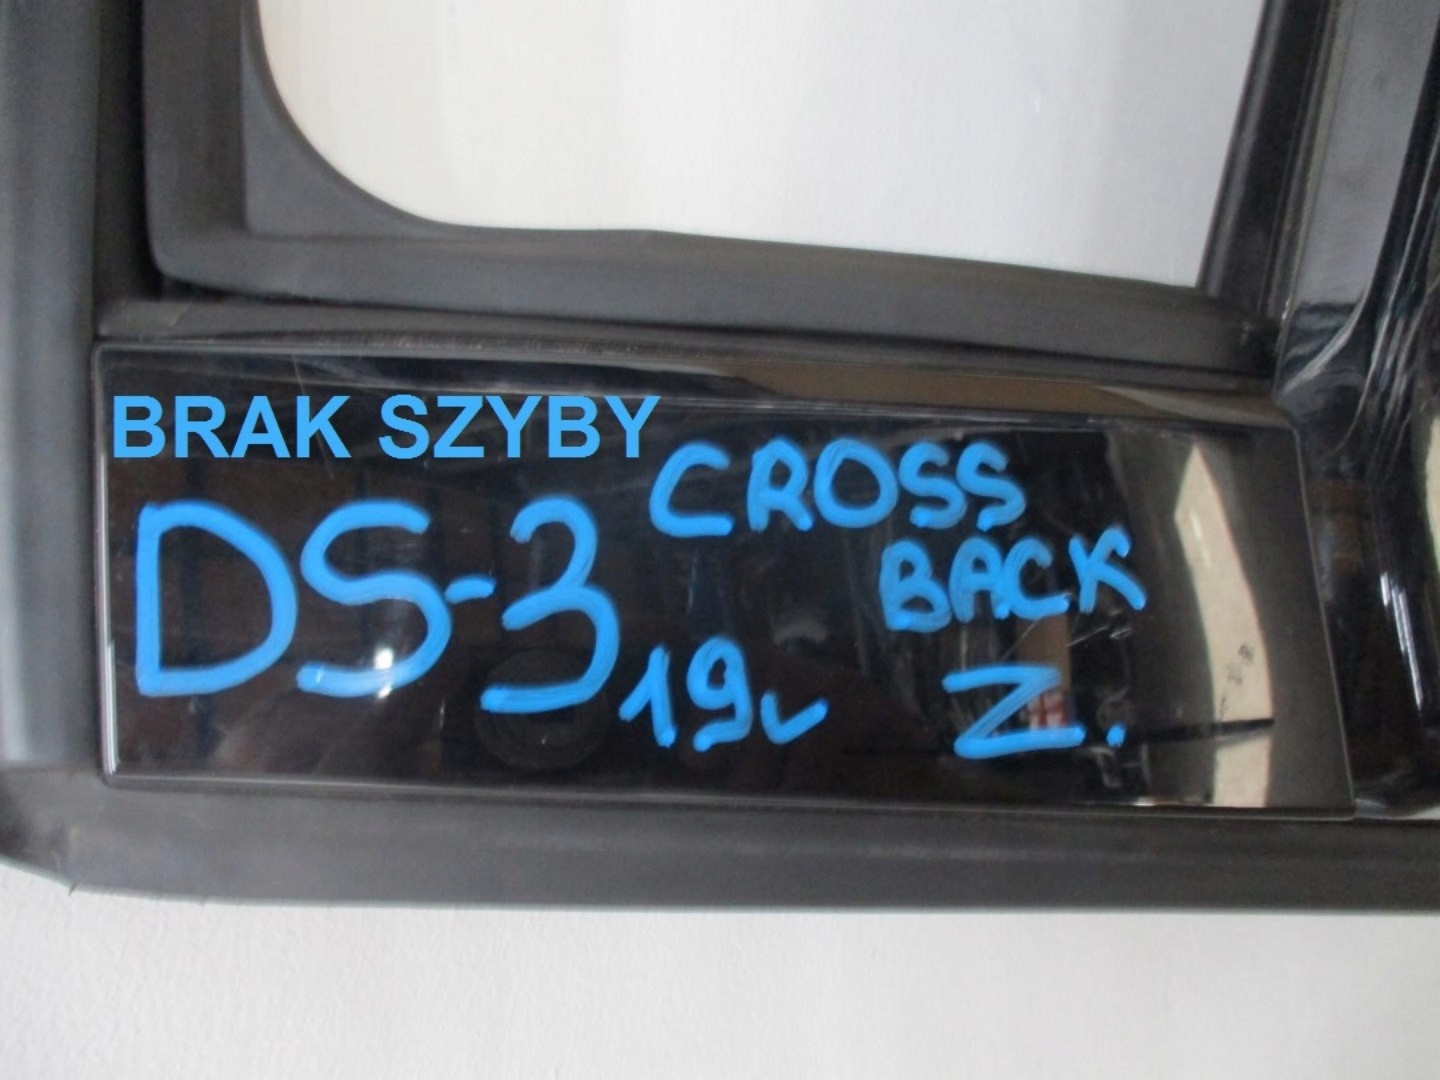 BRAK SZYBY
CROSS
BACK
DS-3
19r
Z.